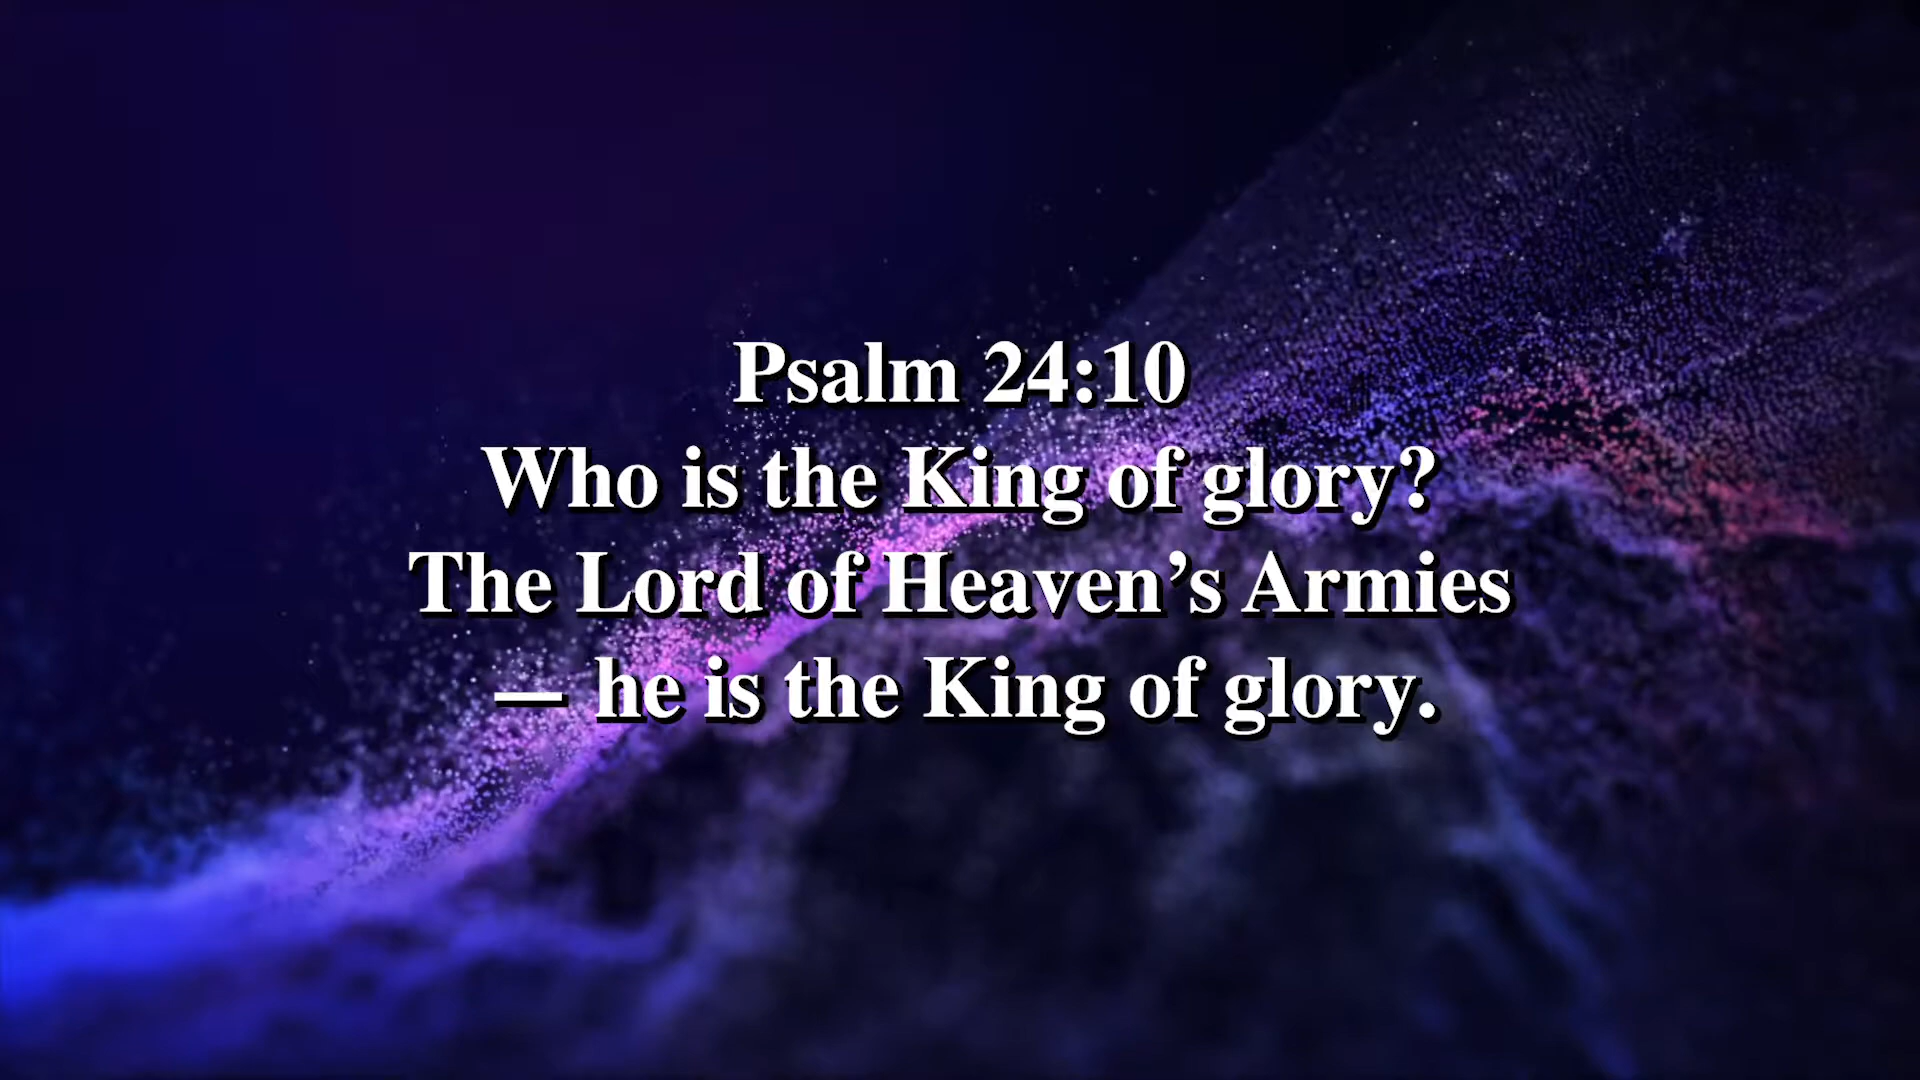 Psalm 24:10
Who is the King of glory?
The Lord of Heaven’s Armies
— he is the King of glory.